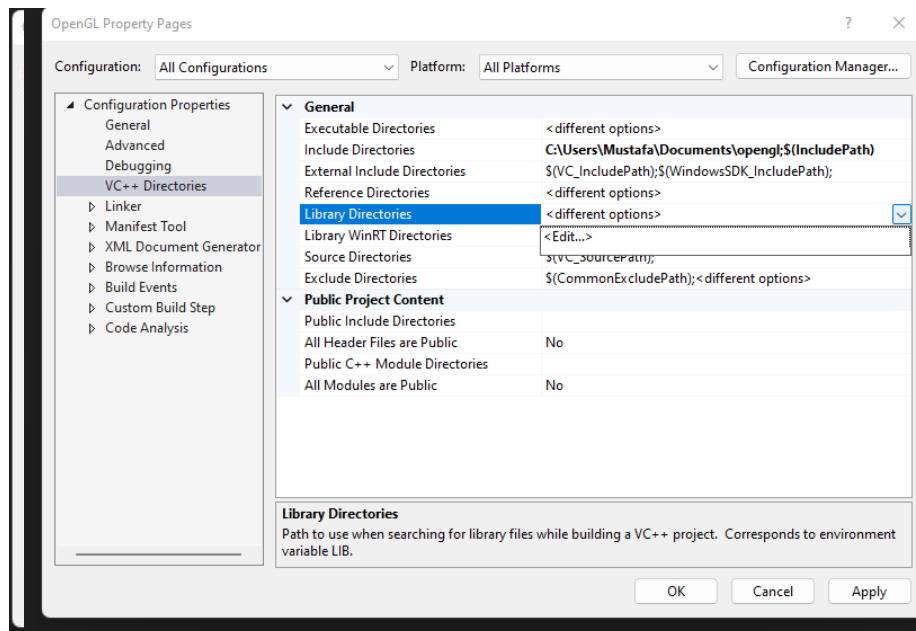 OpenGL Property Pages
Configuration: All Configurations Platform: All Platforms Configuration Manager...
Configuration Properties
General
Advanced
Debugging
VC++ Directories
Linker
Manifest Tool
XML Document Generator
Browse Information
Build Events
Custom Build Step
Code Analysis
General
Executable Directories <different options>
Include Directories C:\Users\Mustafa\Documents\opengl;$(IncludePath)
External Include Directories $(VC_IncludePath);$(WindowsSDK_IncludePath);
Reference Directories <different options>
Library Directories <different options>
Library WinRT Directories <Edit...>
Source Directories $(VC_SourcePath);
Exclude Directories $(CommonExcludePath);<different options>
Public Project Content
Public Include Directories
All Header Files are Public No
Public C++ Module Directories
All Modules are Public No
Library Directories
Path to use when searching for library files while building a VC++ project. Corresponds to environment
variable LIB.
OK Cancel Apply